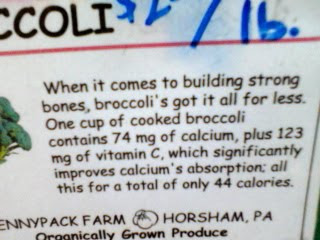 CCOLI $2 / lb.
When it comes to building strong
bones, broccoli's got it all for less.
One cup of cooked broccoli
contains 74 mg of calcium, plus 123
mg of vitamin C, which significantly
improves calcium's absorption; all
this for a total of only 44 calories.
ENNYPACK FARM HORSHAM, PA
Organically Grown Produce